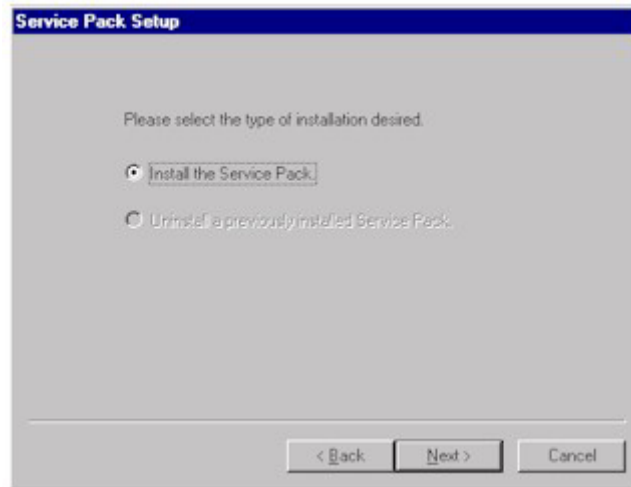 Service Pack Setup
Please select the type of installation desired.
Install the Service Pack.
Uninstall a previously installed Service Pack.
< Back
Next >
Cancel